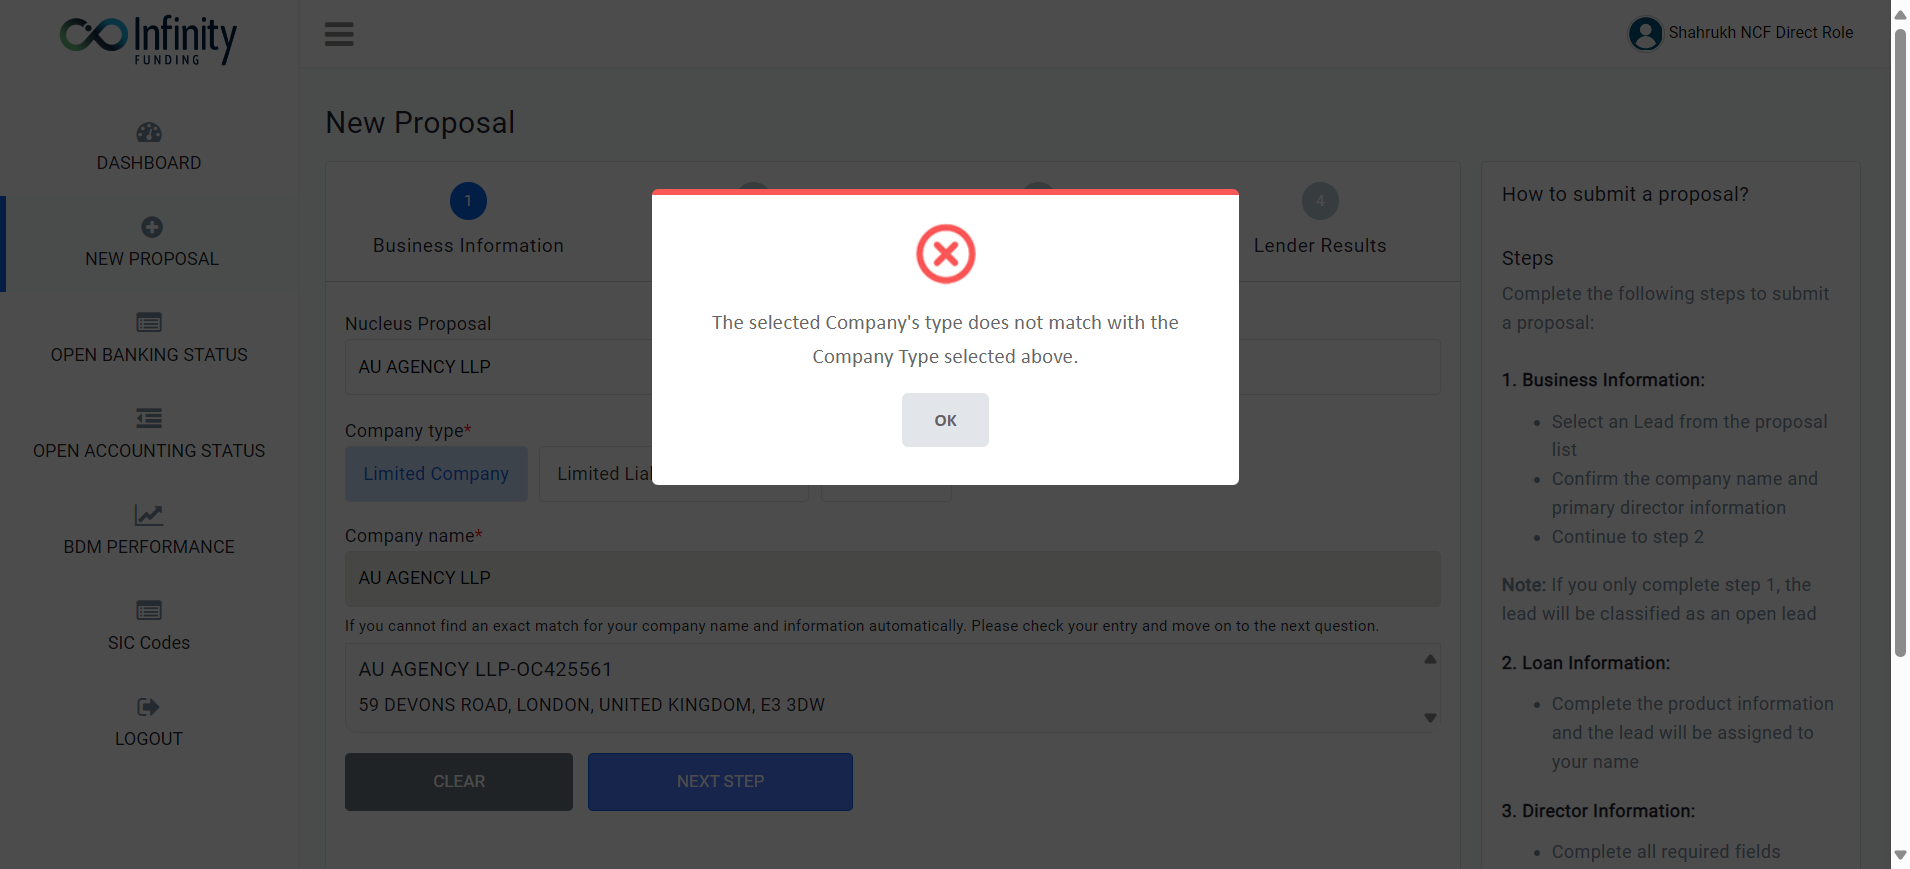 Infinity
FUNDING
Shahrukh NCF Direct Role
DASHBOARD
NEW PROPOSAL
OPEN BANKING STATUS
OPEN ACCOUNTING STATUS
BDM PERFORMANCE
SIC Codes
LOGOUT
New Proposal
1
Business Information
4
Lender Results
The selected Company's type does not match with the
Company Type selected above.
OK
Nucleus Proposal
AU AGENCY LLP
Company type*
Limited Company
Limited Lia
Company name*
AU AGENCY LLP
If you cannot find an exact match for your company name and information automatically. Please check your entry and move on to the next question.
AU AGENCY LLP-OC425561
59 DEVONS ROAD, LONDON, UNITED KINGDOM, E3 3DW
CLEAR
NEXT STEP
How to submit a proposal?
Steps
Complete the following steps to submit
a proposal:
1. Business Information:
• Select an Lead from the proposal
list
• Confirm the company name and
primary director information
• Continue to step 2
Note: If you only complete step 1, the
lead will be classified as an open lead
2. Loan Information:
• Complete the product information
and the lead will be assigned to
your name
3. Director Information:
• Complete all required fields